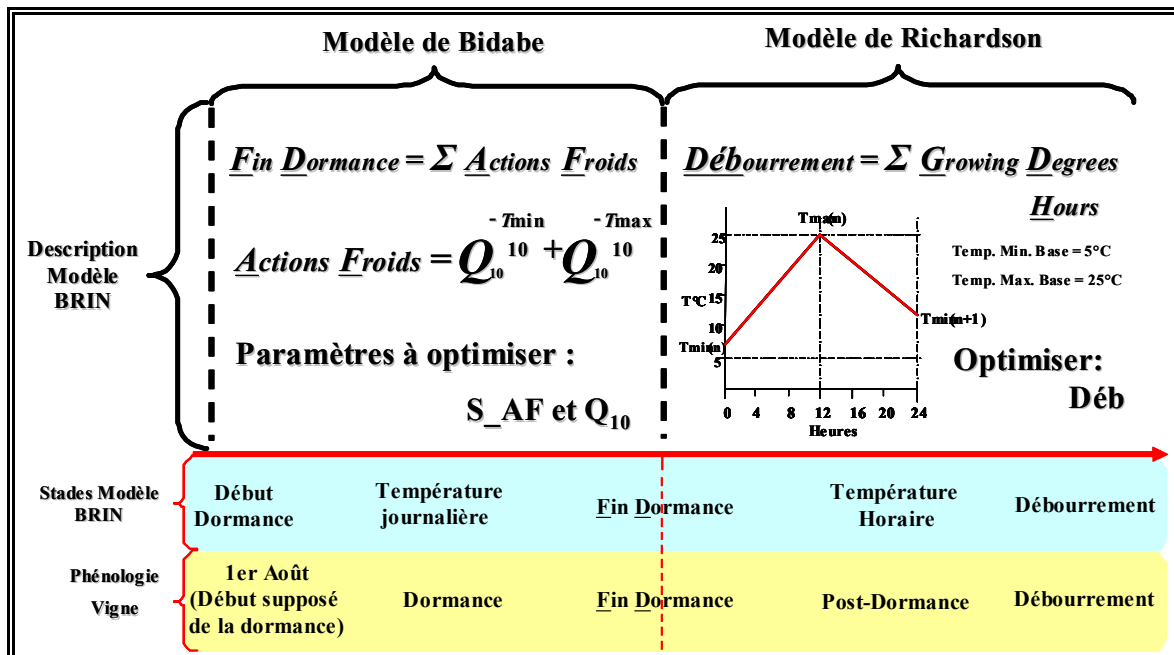 Modèle de Bidabe
Modèle de Richardson
Description
Modèle
BRIN
Fin Dormance = Σ Actions Froids
Actions Froids = Q₁₀^(-Tmin/10) + Q₁₀^(-Tmax/10)
Paramètres à optimiser :
S_AF et Q₁₀
Débourrement = Σ Growing Degrees
Hours
Tmax(n)
25
20
15
T°C
10
Tmin(n)
5
Tmin(n+1)
0 4 8 12 16 20 24
Heures
Temp. Min. Base = 5°C
Temp. Max. Base = 25°C
Optimiser:
Déb
Stades Modèle
BRIN
Début
Dormance
Température
journalière
Fin Dormance
Température
Horaire
Débourrement
Phénologie
Vigne
1er Août
(Début supposé
de la dormance)
Dormance
Fin Dormance
Post-Dormance
Débourrement